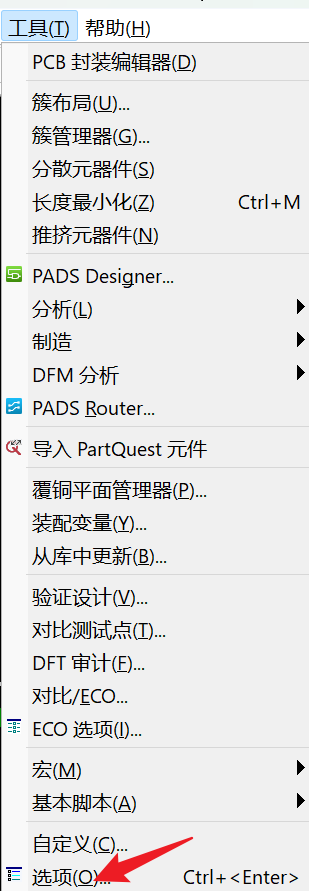 工具(T) 帮助(H)
PCB 封装编辑器(D)
簇布局(U)...
簇管理器(G)...
分散元器件(S)
长度最小化(Z) Ctrl+M
推挤元器件(N)
PADS Designer...
分析(L)
制造
DFM 分析
PADS Router...
导入 PartQuest 元件
覆铜平面管理器(P)...
装配变量(Y)...
从库中更新(B)...
验证设计(V)...
对比测试点(T)...
DFT 审计(F)...
对比/ECO...
ECO 选项(I)...
宏(M)
基本脚本(A)
自定义(C)...
选项(O)... Ctrl+<Enter>